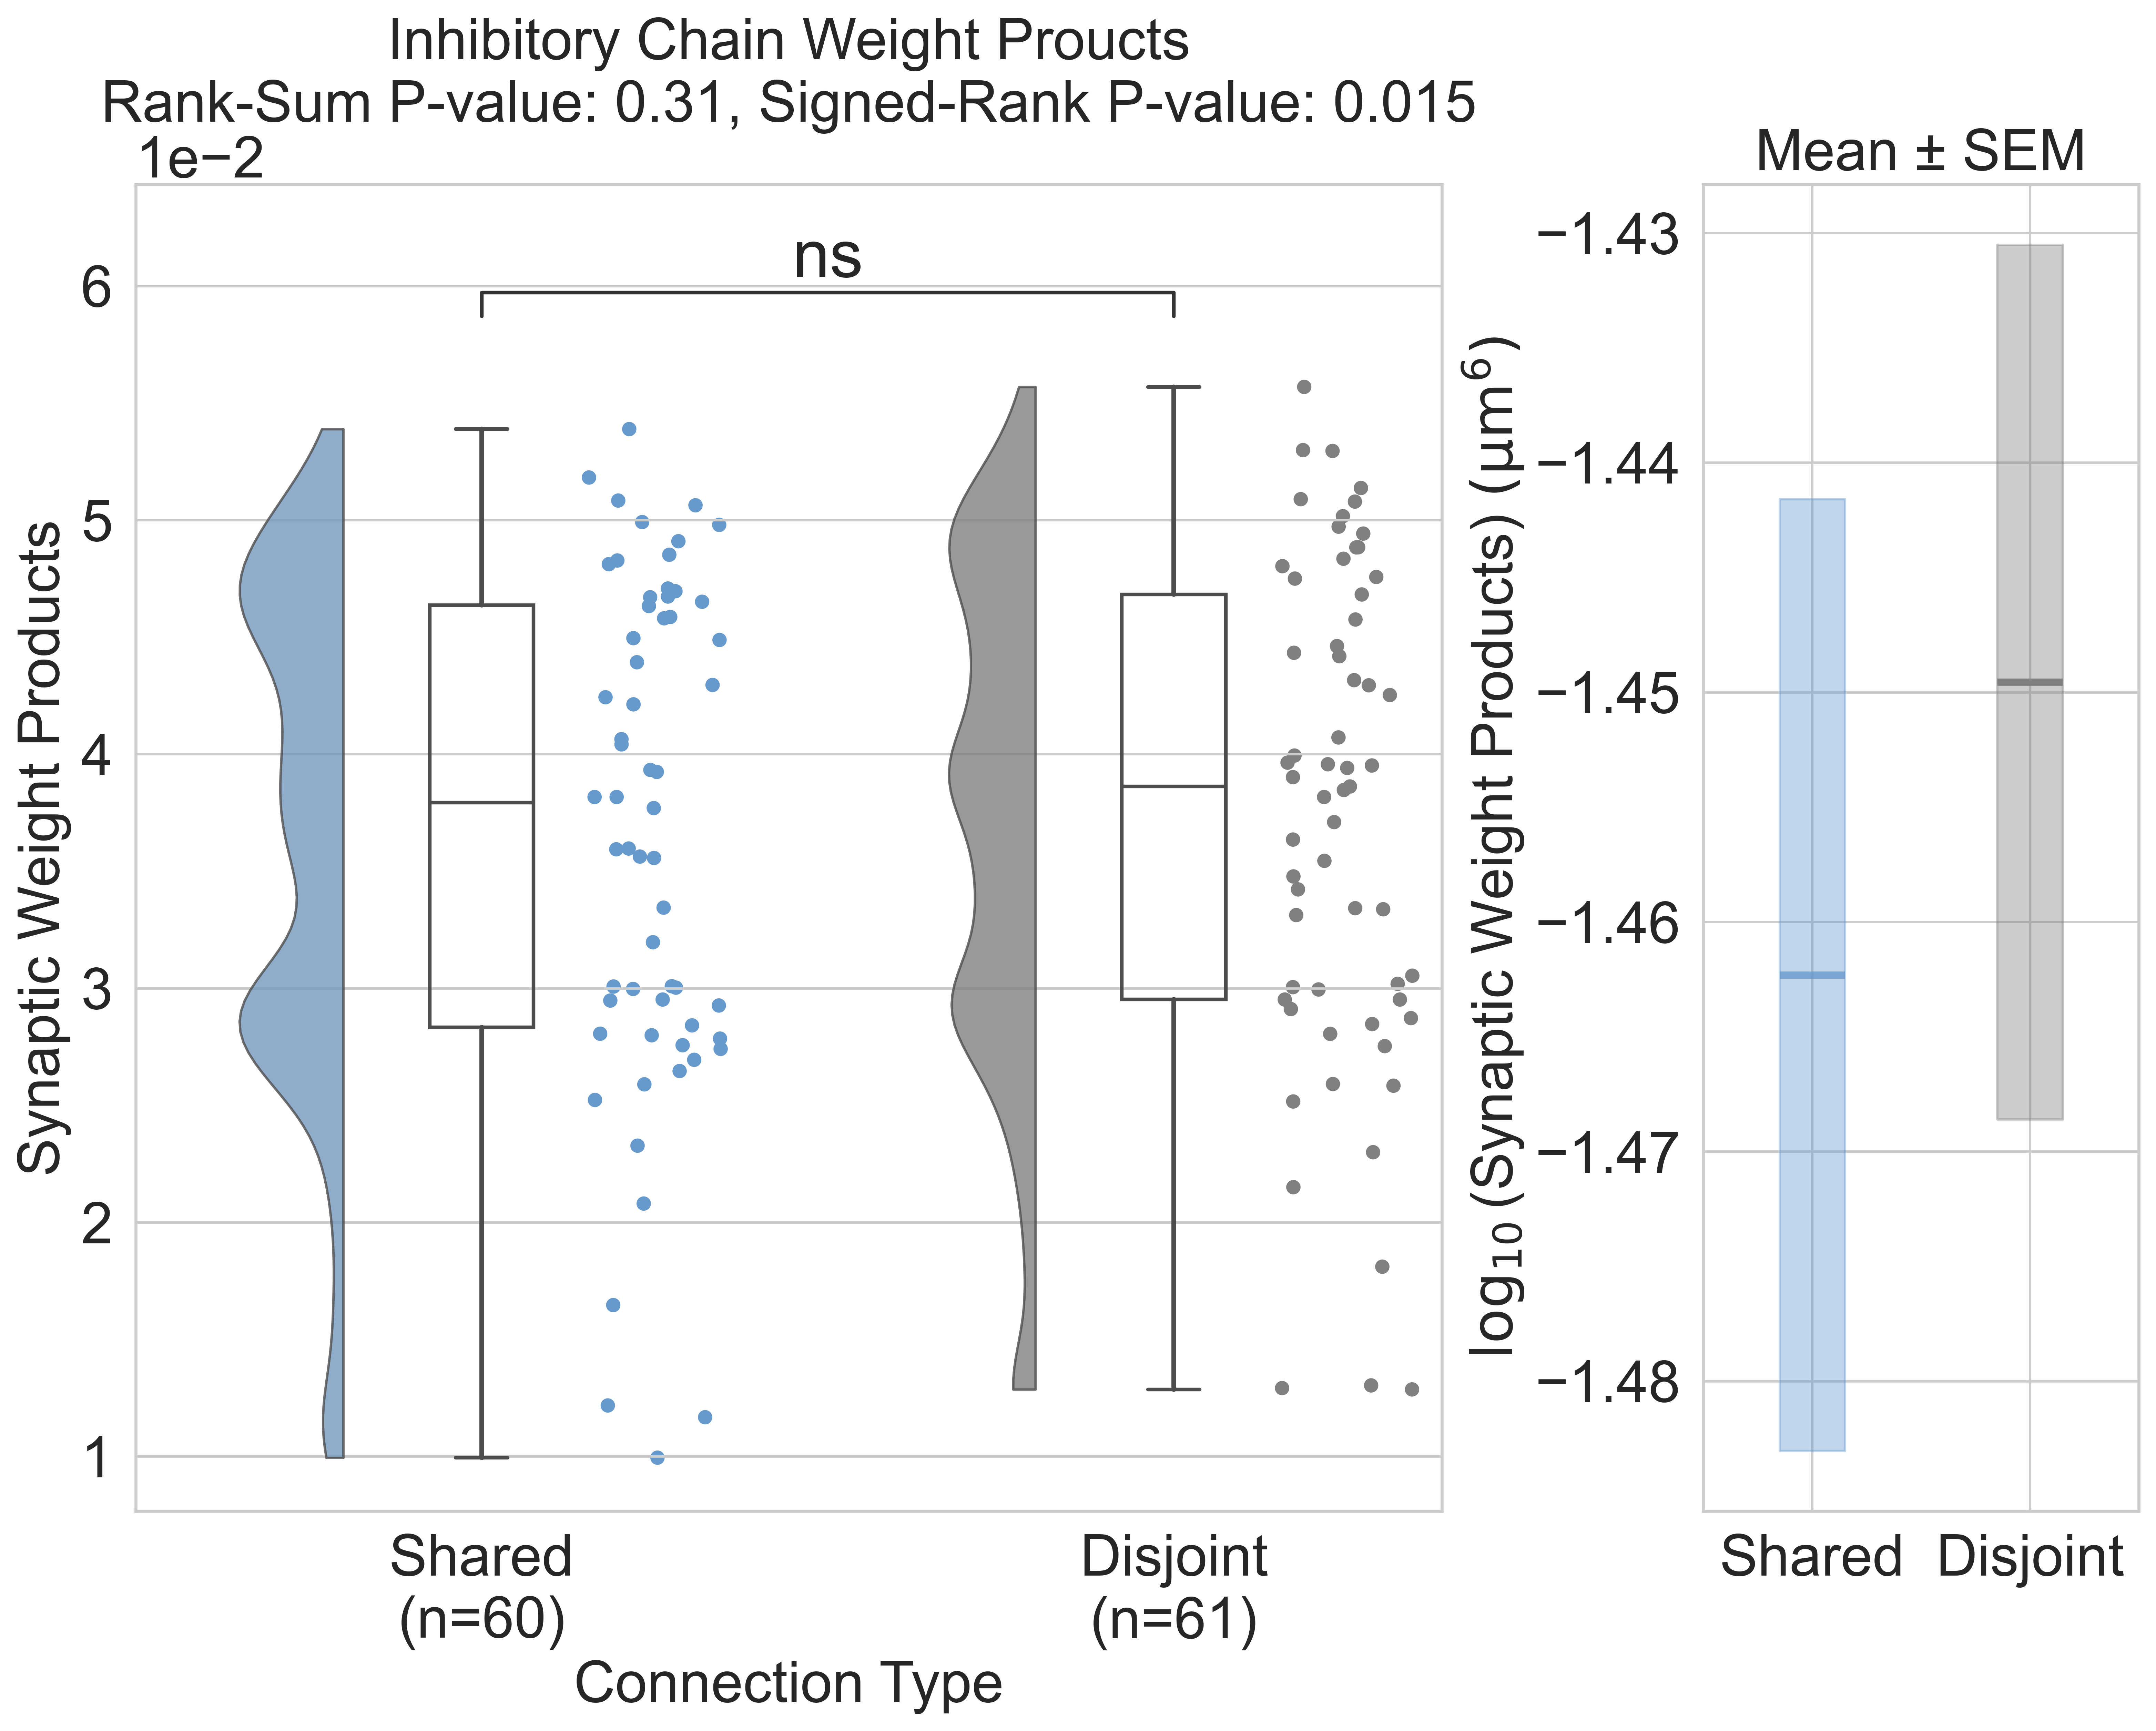 Inhibitory Chain Weight Proucts
Rank-Sum P-value: 0.31, Signed-Rank P-value: 0.015
1e−2
Synaptic Weight Products
6
5
4
3
2
1
ns
Shared
(n=60)
Disjoint
(n=61)
Connection Type
Mean ± SEM
log₁₀ (Synaptic Weight Products) (µm⁶)
−1.43
−1.44
−1.45
−1.46
−1.47
−1.48
Shared
Disjoint